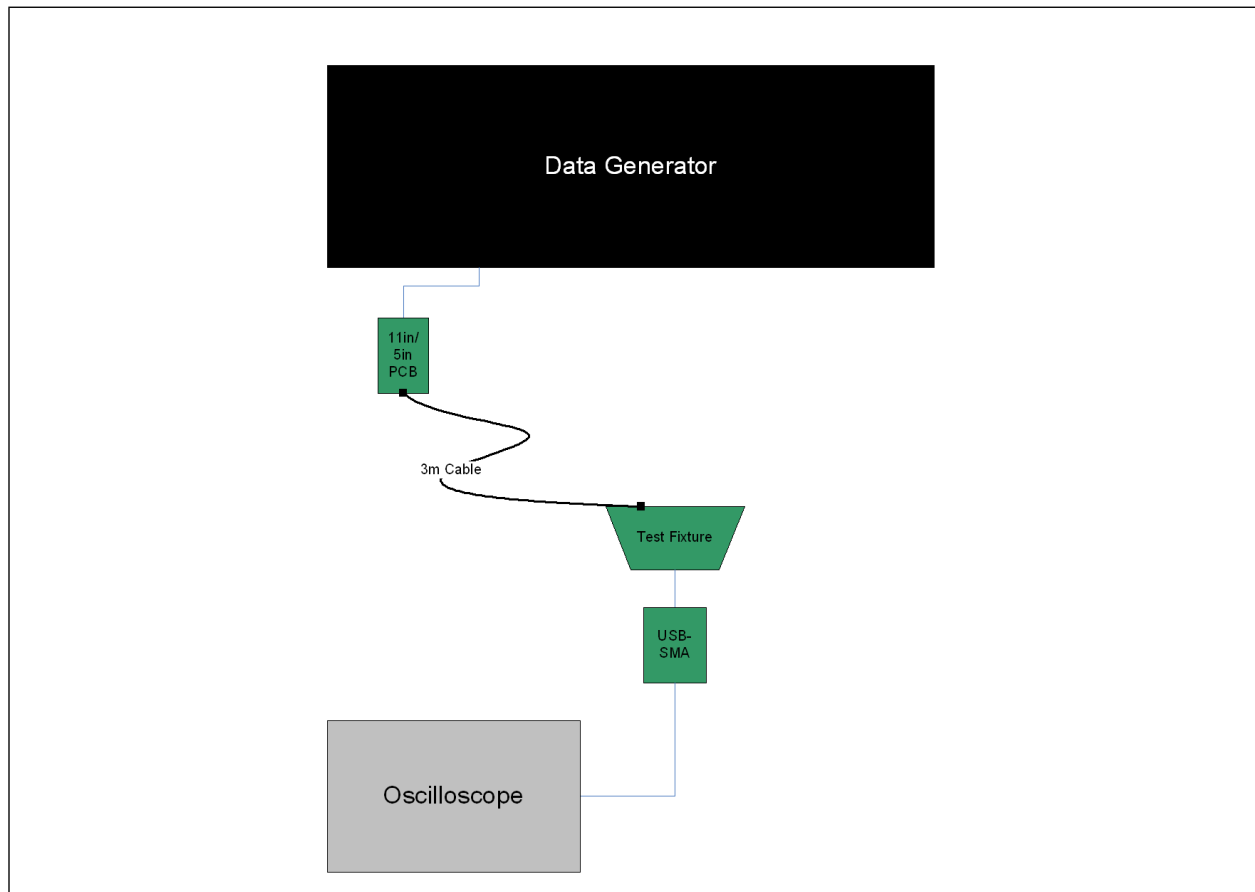 Data Generator
11in/
5in
PCB
3m Cable
Test Fixture
USB-
SMA
Oscilloscope